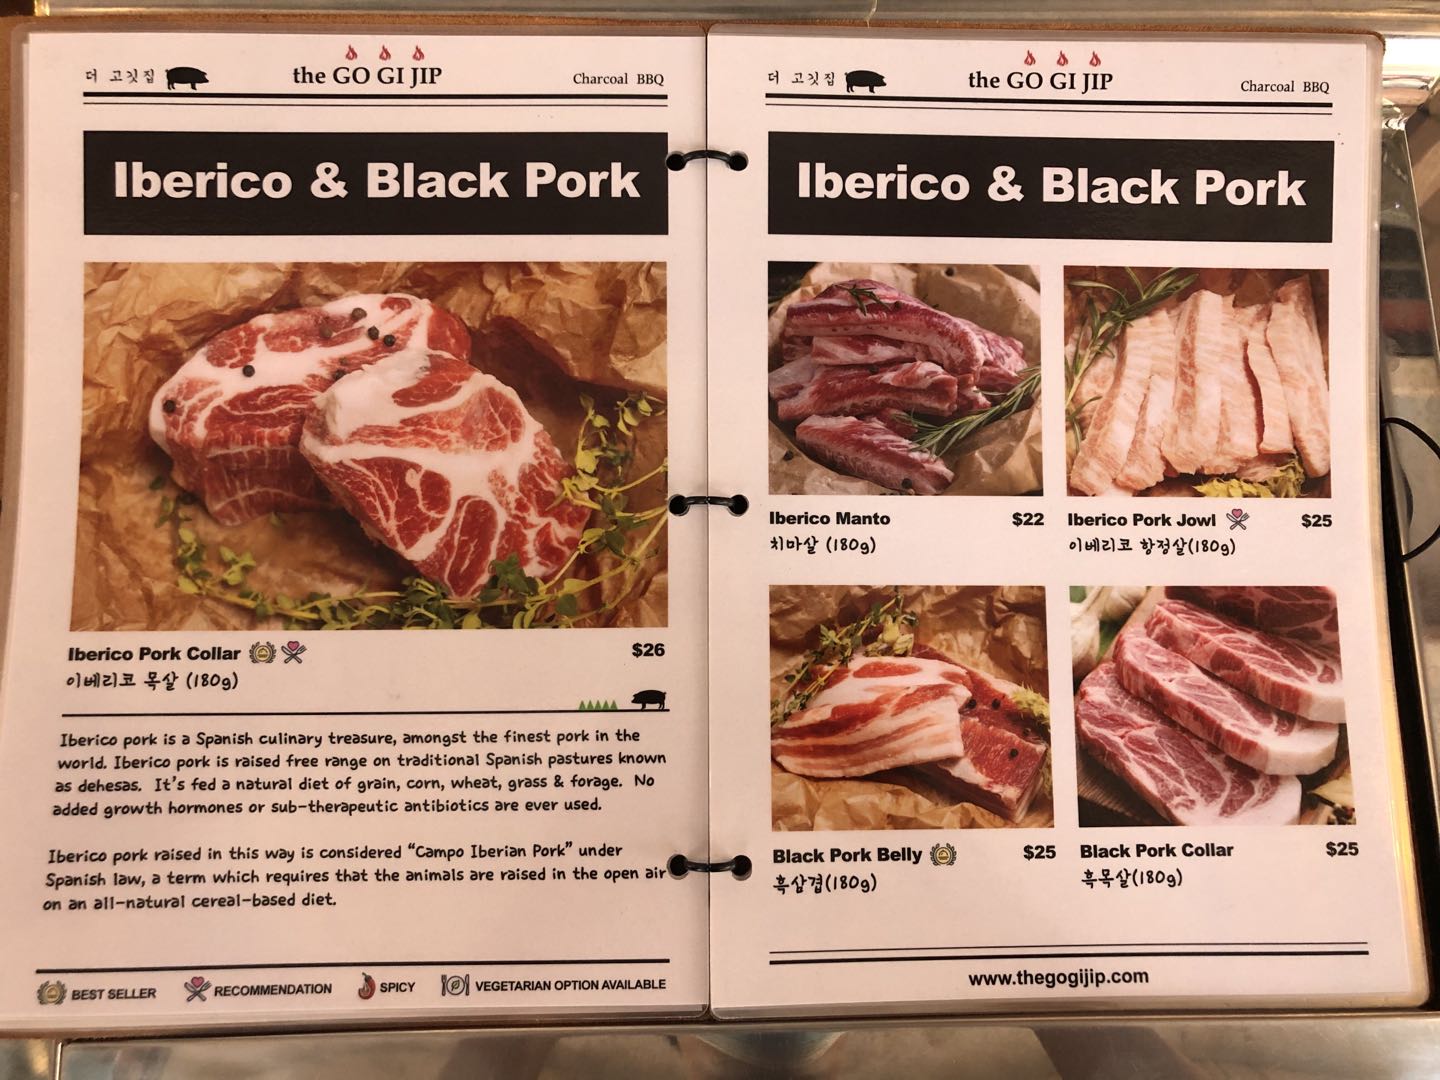 더 고깃집
the GO GI JIP
Charcoal BBQ
Iberico & Black Pork
Iberico Pork Collar
$26
이베리코 목살 (180g)
Iberico pork is a Spanish culinary treasure, amongst the finest pork in the
world. Iberico pork is raised free range on traditional Spanish pastures known
as dehesas. It's fed a natural diet of grain, corn, wheat, grass & forage. No
added growth hormones or sub-therapeutic antibiotics are ever used.
Iberico pork raised in this way is considered "Campo Iberian Pork" under
Spanish law, a term which requires that the animals are raised in the open air
on an all-natural cereal-based diet.
BEST SELLER
RECOMMENDATION
SPICY
VEGETARIAN OPTION AVAILABLE
더 고깃집
the GO GI JIP
Charcoal BBQ
Iberico & Black Pork
Iberico Manto
$22
치마살 (180g)
Iberico Pork Jowl
$25
이베리코 항정살(180g)
Black Pork Belly
$25
흑삼겹(180g)
Black Pork Collar
$25
흑목살(180g)
www.thegogijip.com